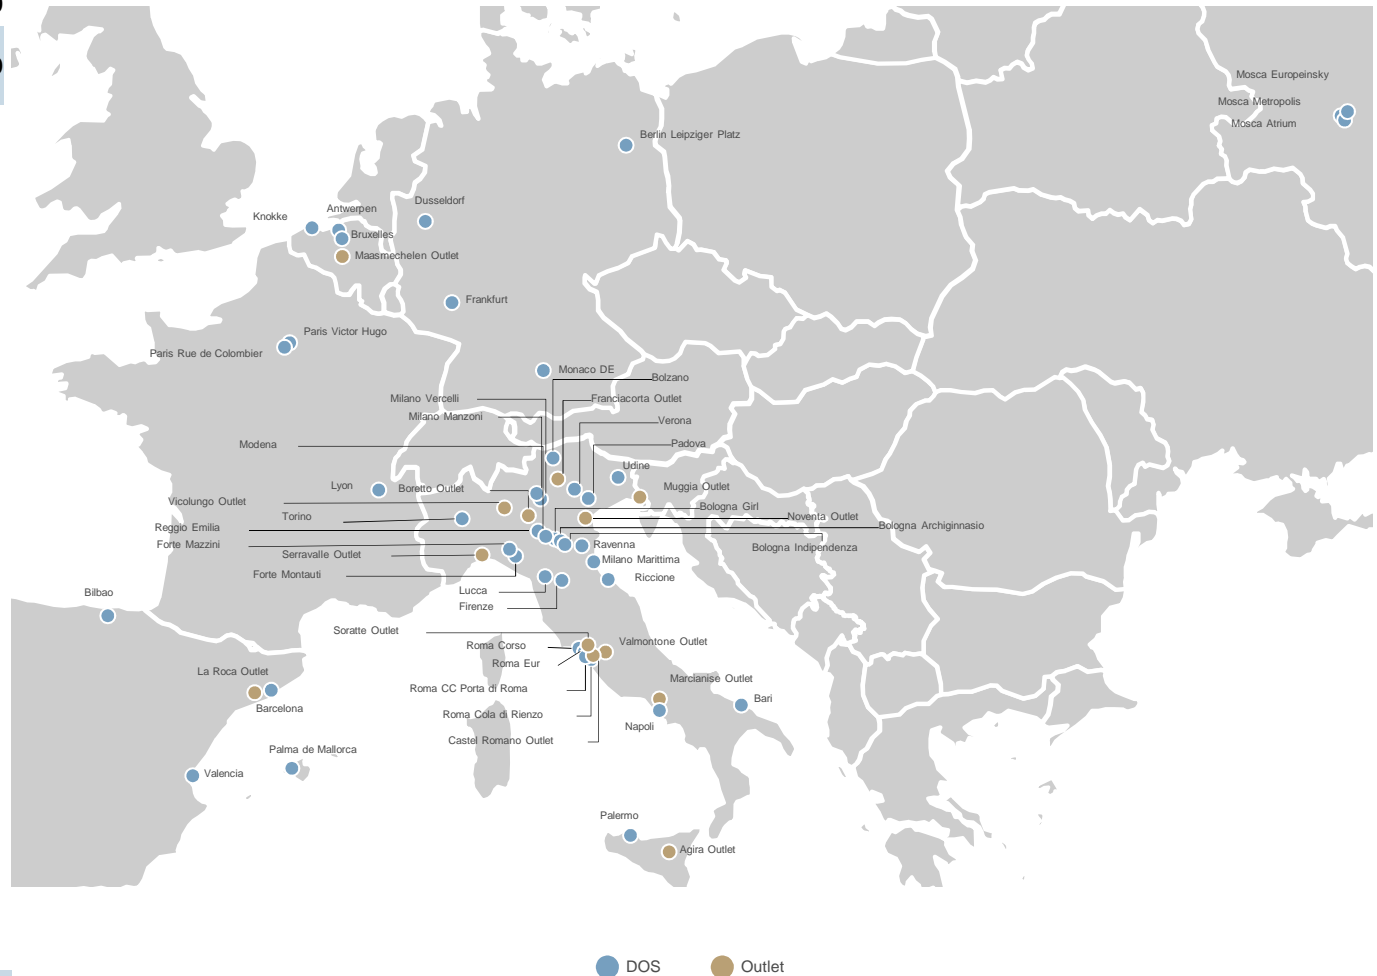 Mosca Europeinsky
Mosca Metropolis
Mosca Atrium
Berlin Leipziger Platz
Dusseldorf
Antwerpen
Knokke
Bruxelles
Maasmechelen Outlet
Frankfurt
Paris Victor Hugo
Paris Rue de Colombier
Monaco DE
Bolzano
Milano Vercelli
Franciacorta Outlet
Milano Manzoni
Verona
Modena
Padova
Udine
Lyon
Boretto Outlet
Muggia Outlet
Vicolungo Outlet
Bologna Girl
Torino
Noventa Outlet
Reggio Emilia
Bologna Archiginnasio
Forte Mazzini
Ravenna
Bologna Indipendenza
Serravalle Outlet
Milano Marittima
Forte Montauti
Riccione
Lucca
Bilbao
Firenze
Soratte Outlet
Roma Corso
Valmontone Outlet
Roma Eur
La Roca Outlet
Marcianise Outlet
Roma CC Porta di Roma
Bari
Barcelona
Roma Cola di Rienzo
Napoli
Castel Romano Outlet
Palma de Mallorca
Valencia
Palermo
Agira Outlet
DOS
Outlet